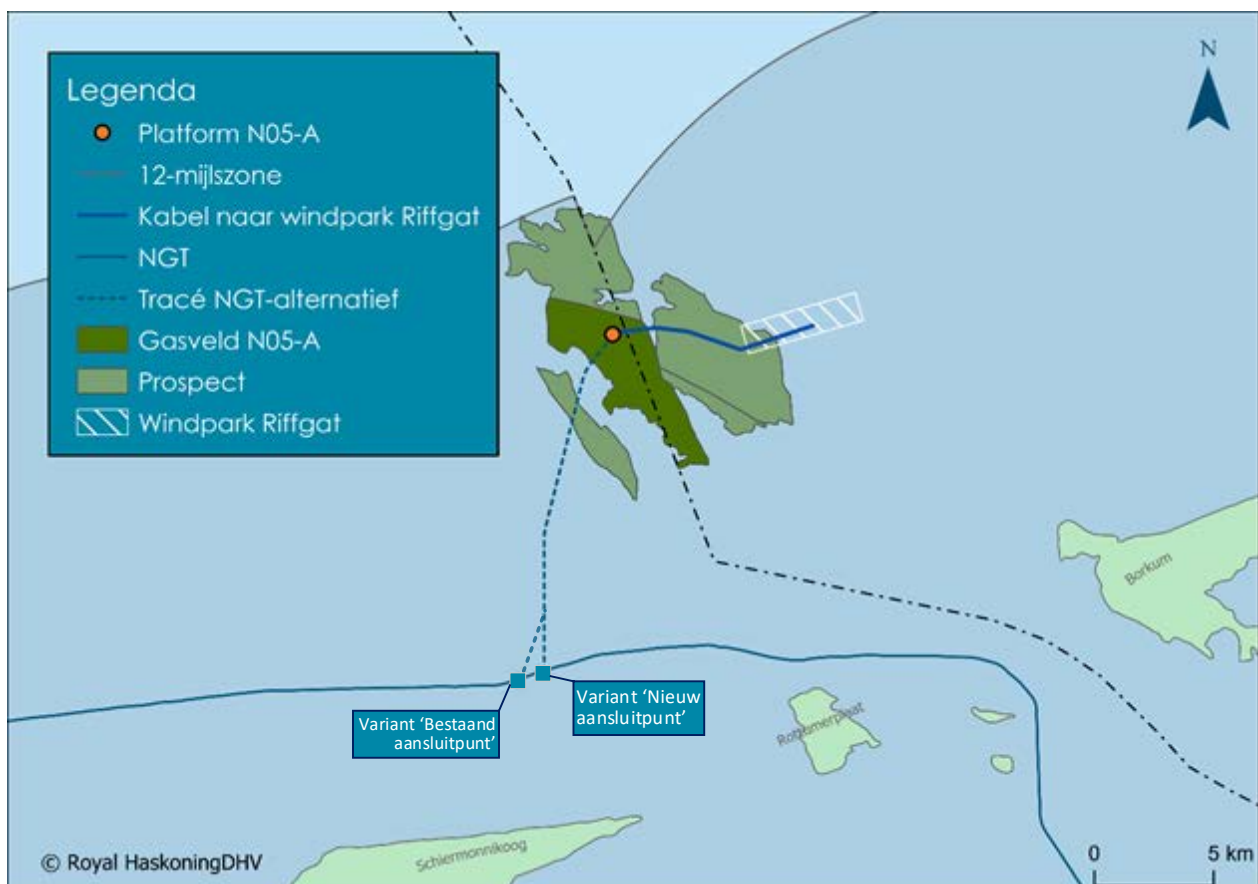 N
Legenda
Platform N05-A
12-mijlszone
Kabel naar windpark Riffgat
NGT
Tracé NGT-alternatief
Gasveld N05-A
Prospect
Windpark Riffgat
Borkum
Variant 'Bestaand
aansluitpunt'
Variant 'Nieuw
aansluitpunt'
Rottumerplaat
Schiermonnikoog
© Royal HaskoningDHV
0 5 km